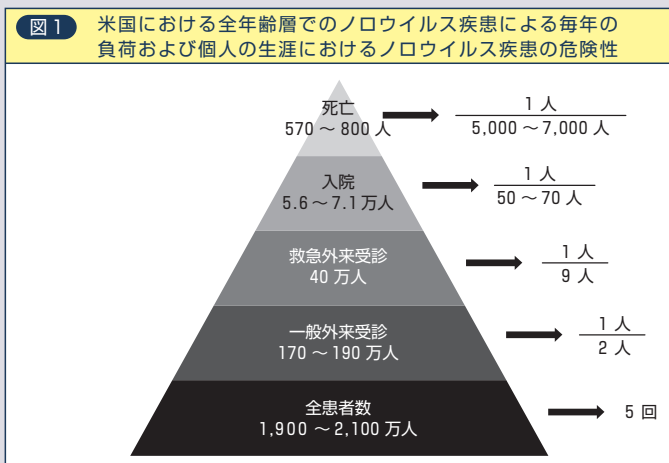 図1 米国における全年齢層でのノロウイルス疾患による毎年の
負荷および個人の生涯におけるノロウイルス疾患の危険性
死亡
570 ～ 800 人
1 人
5,000 ～ 7,000 人
入院
5.6 ～ 7.1 万人
1 人
50 ～ 70 人
救急外来受診
40 万人
1 人
9 人
一般外来受診
170 ～ 190 万人
1 人
2 人
全患者数
1,900 ～ 2,100 万人
5 回